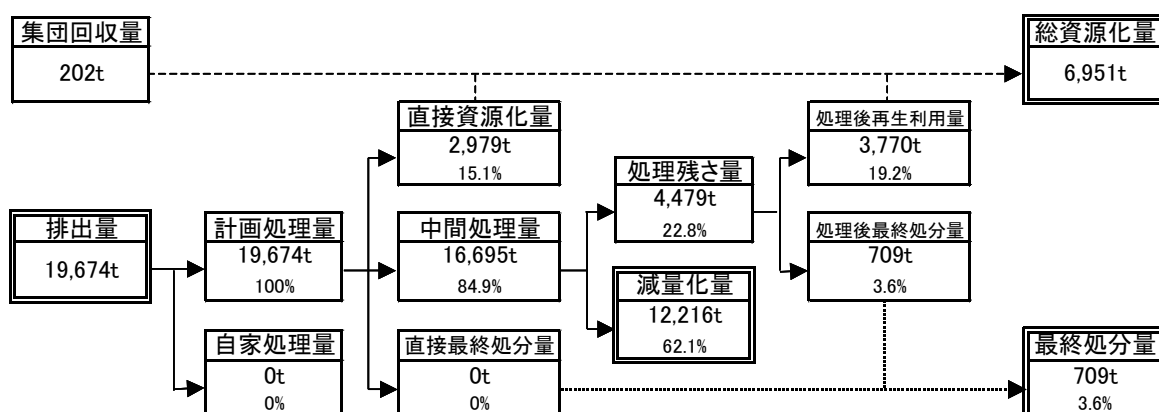 集団回収量
202t
総資源化量
6,951t
直接資源化量
2,979t
15.1%
処理後再生利用量
3,770t
19.2%
処理残さ量
4,479t
22.8%
排出量
19,674t
計画処理量
19,674t
100%
中間処理量
16,695t
84.9%
処理後最終処分量
709t
3.6%
減量化量
12,216t
62.1%
自家処理量
0t
0%
直接最終処分量
0t
0%
最終処分量
709t
3.6%